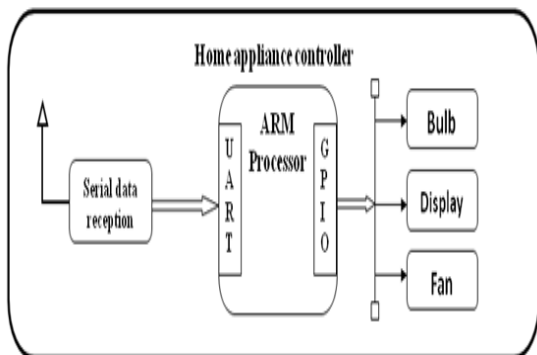 Home appliance controller
Serial data
reception
U
A
R
T
ARM
Processor
G
P
I
O
Bulb
Display
Fan